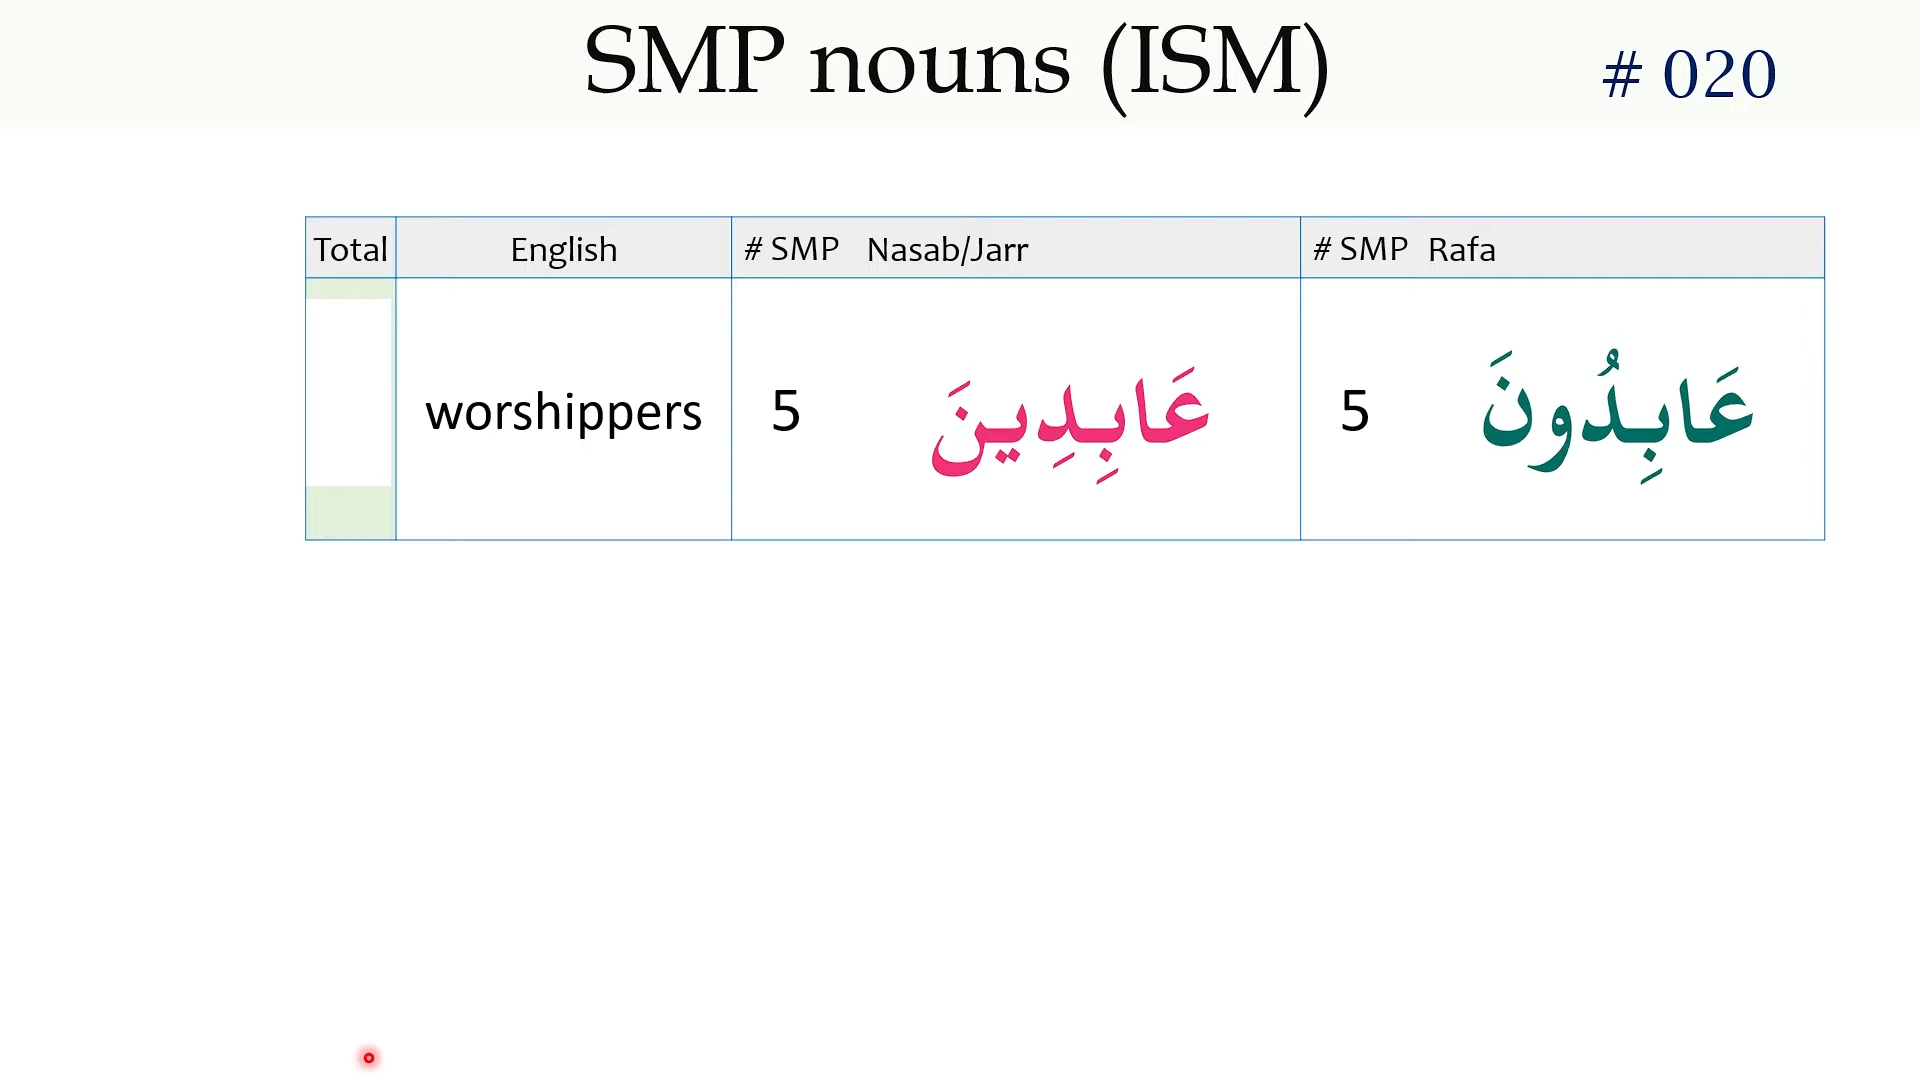 SMP nouns (ISM)
# 020
Total English # SMP Nasab/Jarr # SMP Rafa
worshippers 5 عَابِدِينَ 5 عَابِدُونَ